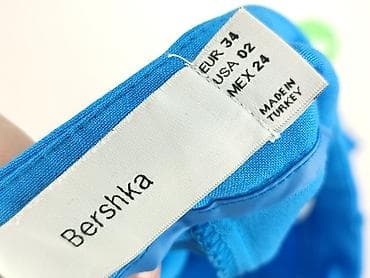 Bershka
EUR 34
USA 02
MEX 24
MADE IN
TURKEY